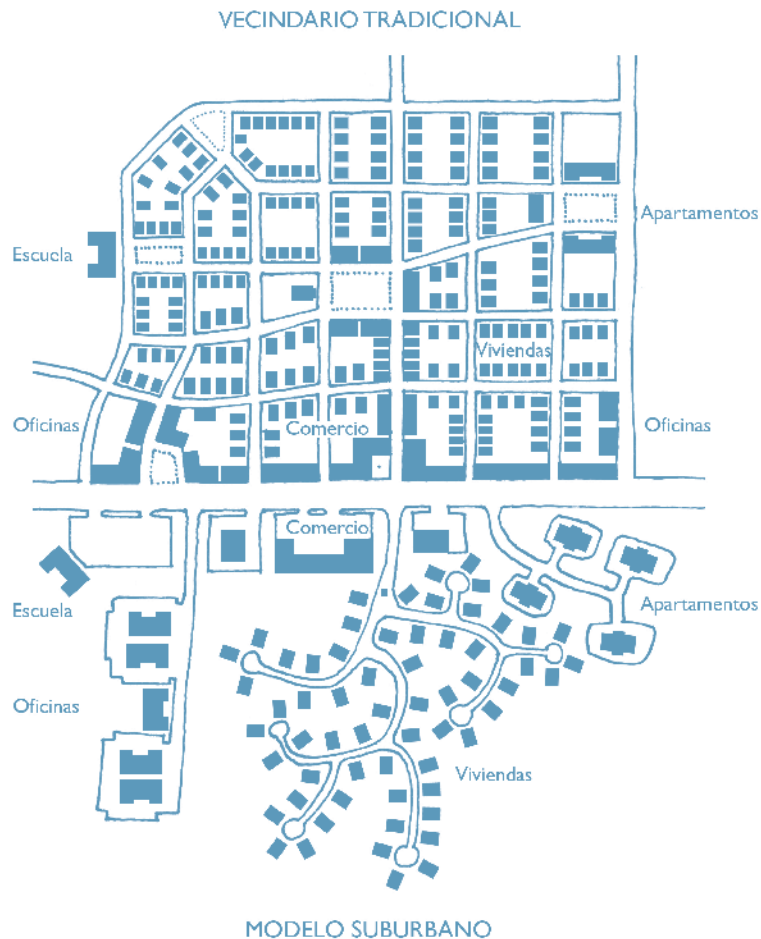 VECINDARIO TRADICIONAL
Apartamentos
Escuela
Viviendas
Oficinas
Comercio
Oficinas
Comercio
Escuela
Apartamentos
Oficinas
Viviendas
MODELO SUBURBANO